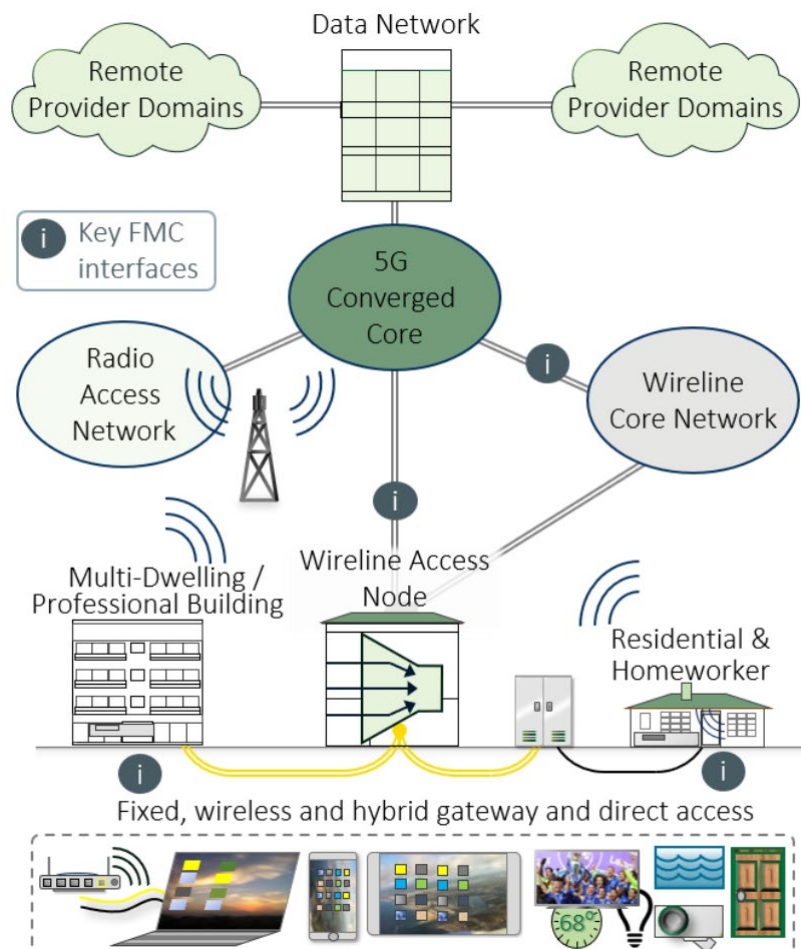 Data Network
Remote
Provider Domains
Remote
Provider Domains
i
Key FMC
interfaces
5G
Converged
Core
Radio
Access
Network
i
Wireline
Core Network
i
Multi-Dwelling /
Professional Building
Wireline Access
Node
Residential &
Homeworker
i
i
Fixed, wireless and hybrid gateway and direct access
68°